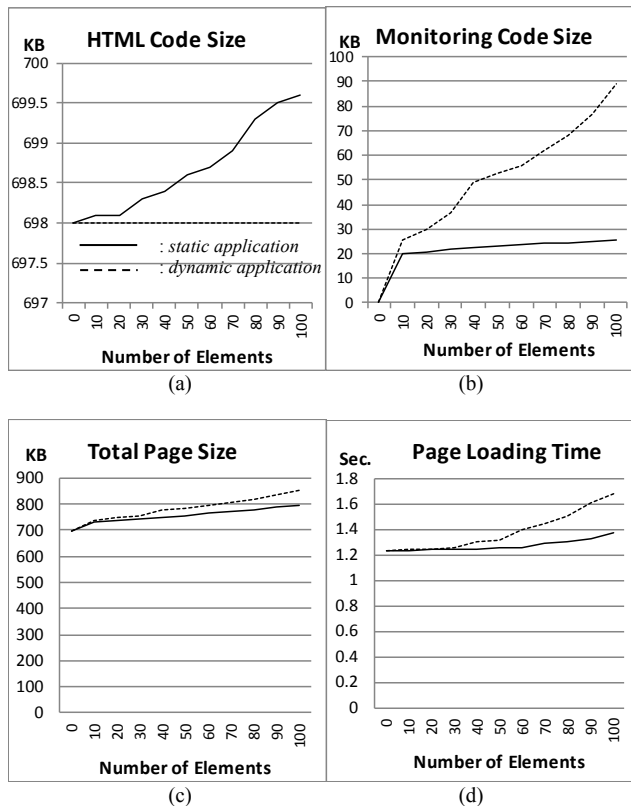 HTML Code Size
KB
700
699.5
699
698.5
698
697.5
697
: static application
: dynamic application
0 10 20 30 40 50 60 70 80 90 100
Number of Elements
(a)
Monitoring Code Size
KB
100
90
80
70
60
50
40
30
20
10
0
0 10 20 30 40 50 60 70 80 90 100
Number of Elements
(b)
Total Page Size
KB
900
800
700
600
500
400
300
200
100
0
0 10 20 30 40 50 60 70 80 90 100
Number of Elements
(c)
Page Loading Time
Sec.
1.8
1.6
1.4
1.2
1
0.8
0.6
0.4
0.2
0
0 10 20 30 40 50 60 70 80 90 100
Number of Elements
(d)